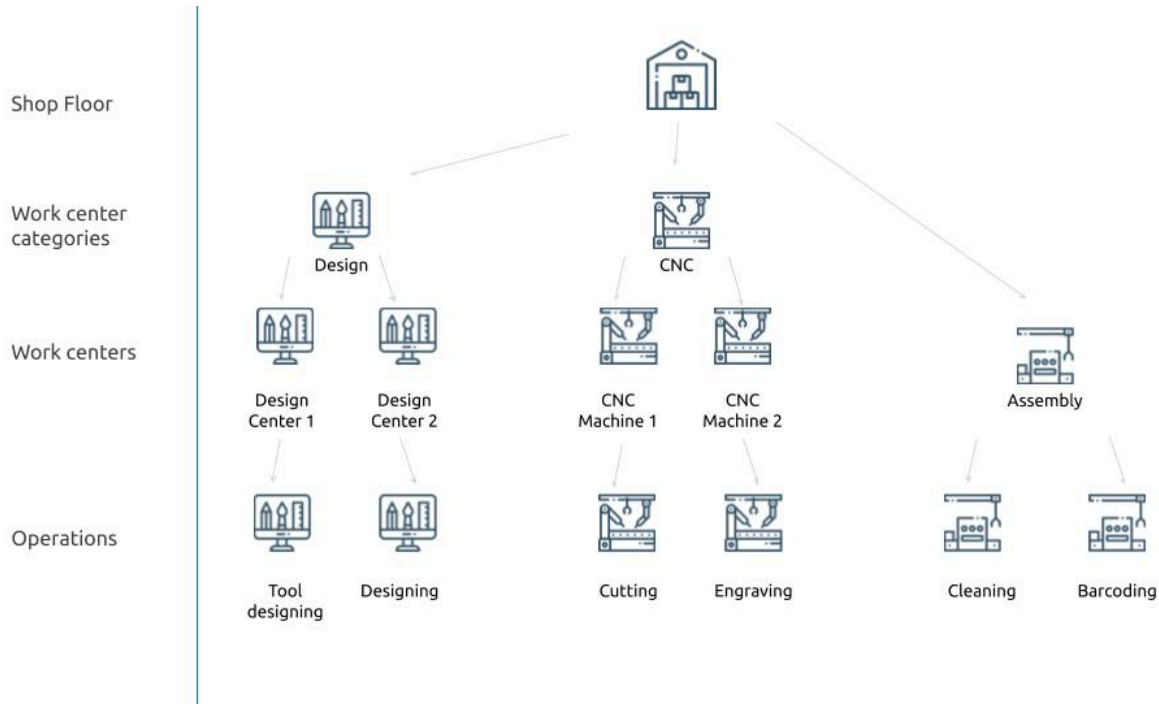 Shop Floor
Work center
categories
Design
CNC
Work centers
Design
Center 1
Design
Center 2
CNC
Machine 1
CNC
Machine 2
Assembly
Operations
Tool
designing
Designing
Cutting
Engraving
Cleaning
Barcoding